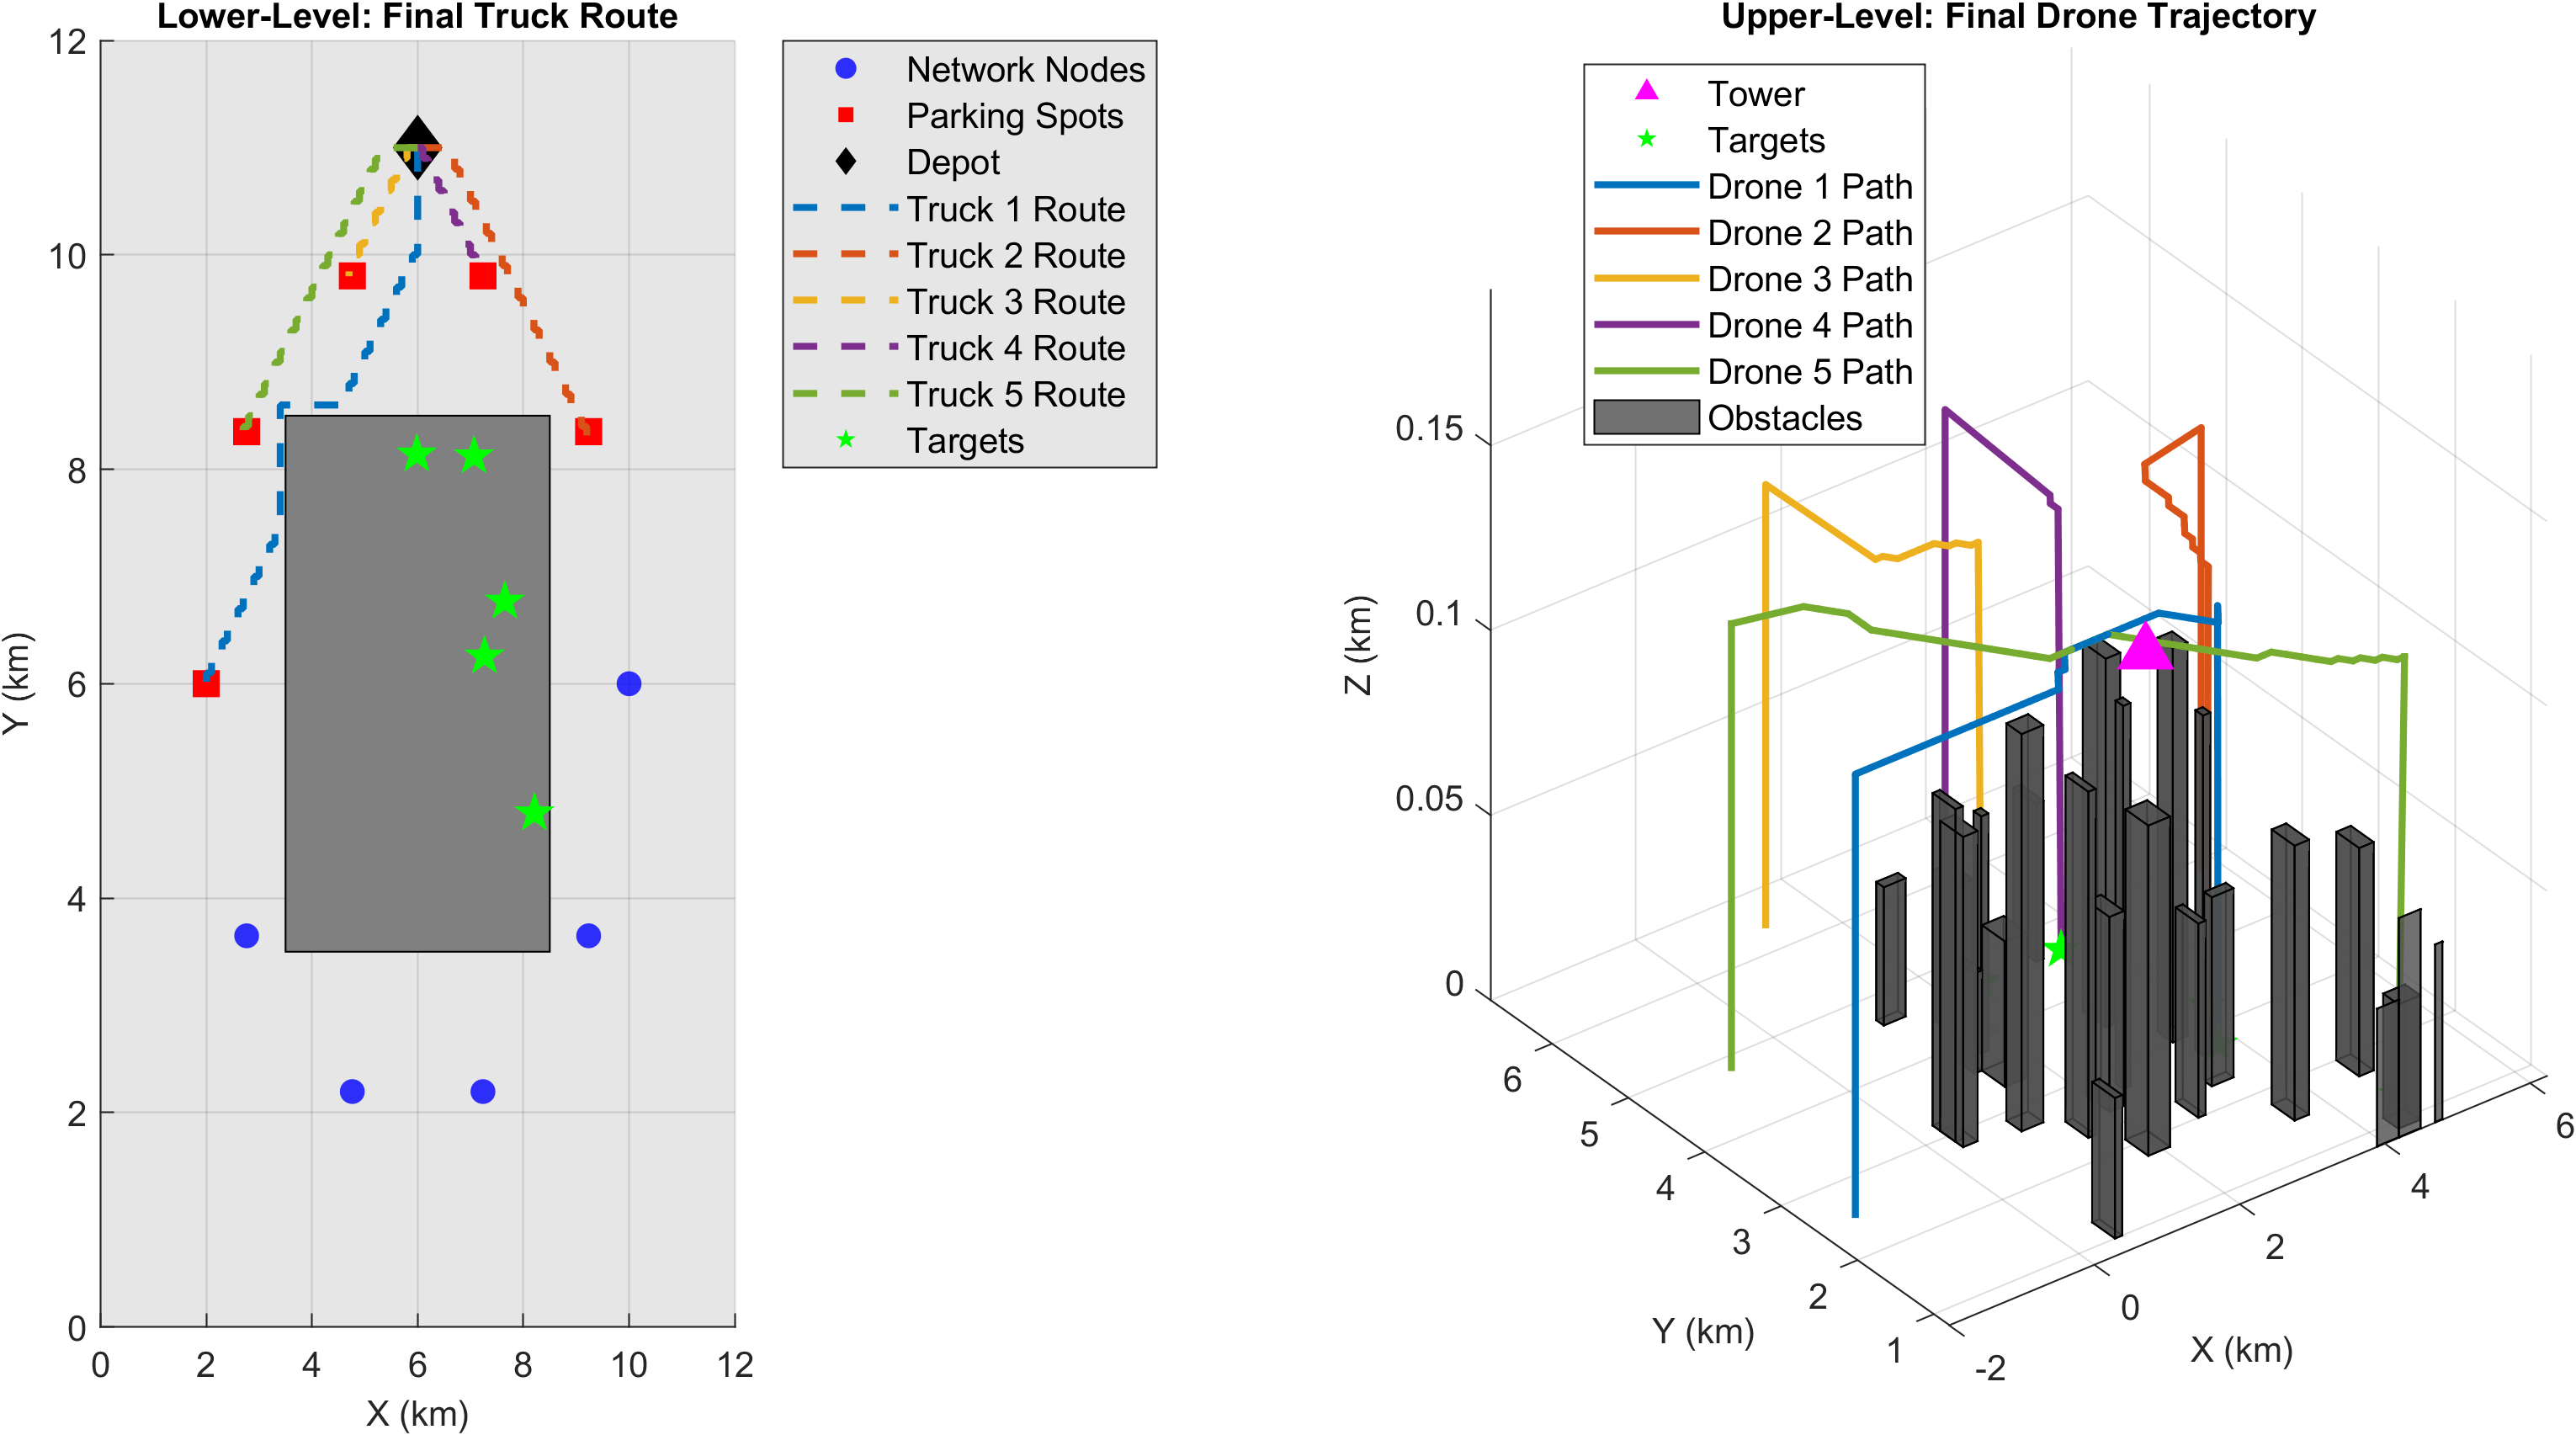 Lower-Level: Final Truck Route
12
10
8
6
4
2
0
0 2 4 6 8 10 12
X (km)
Y (km)
Network Nodes
Parking Spots
Depot
Truck 1 Route
Truck 2 Route
Truck 3 Route
Truck 4 Route
Truck 5 Route
Targets
Upper-Level: Final Drone Trajectory
Tower
Targets
Drone 1 Path
Drone 2 Path
Drone 3 Path
Drone 4 Path
Drone 5 Path
Obstacles
0.15
0.1
0.05
0
Z (km)
6
5
4
3
2
1
Y (km)
-2
0
2
4
6
X (km)